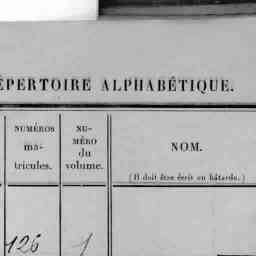 ÉPERTOIRE ALPHABÉTIQUE.
NUMÉROS
ma-
tricules.
NU-
MÉRO
du
volume.
NOM.
(Il doit être écrit en bâtarde.)
126 1